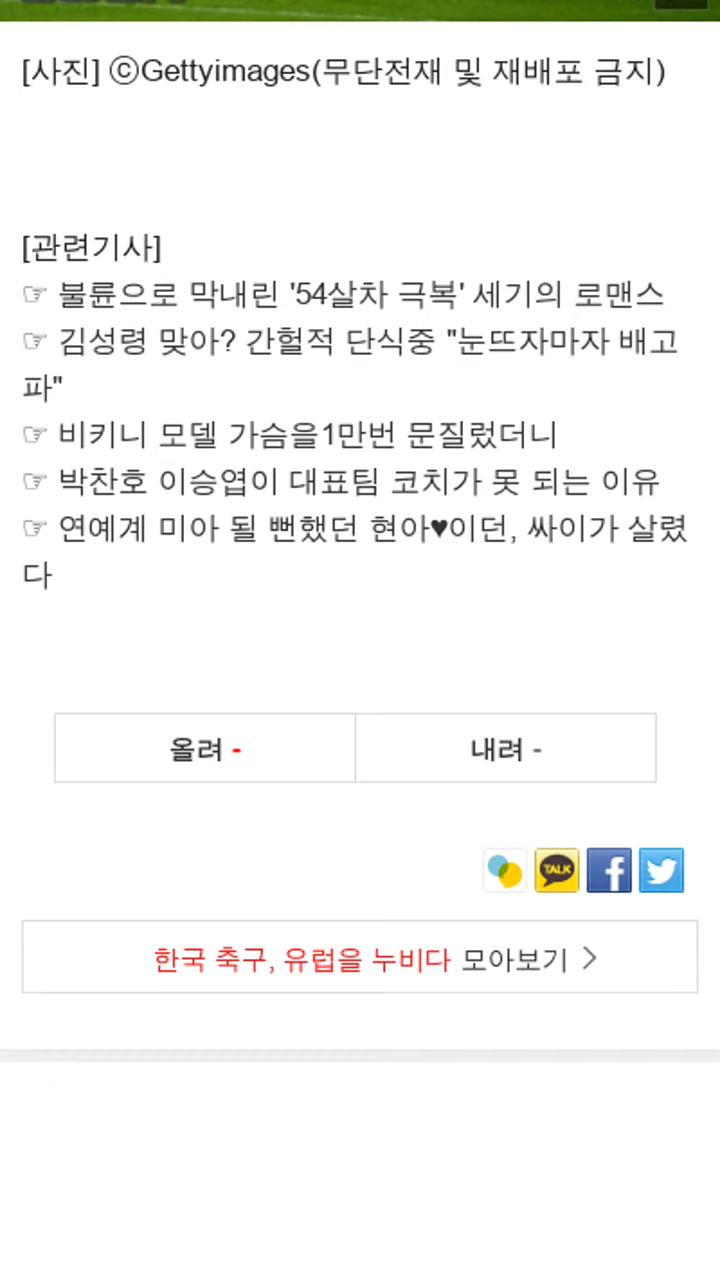 [사진] ⓒGettyimages(무단전재 및 재배포 금지)
[관련기사]
☞ 불륜으로 막내린 '54살차 극복' 세기의 로맨스
☞ 김성령 맞아? 간헐적 단식중 "눈뜨자마자 배고
파"
☞ 비키니 모델 가슴을1만번 문질렀더니
☞ 박찬호 이승엽이 대표팀 코치가 못 되는 이유
☞ 연예계 미아 될 뻔했던 현아♥이던, 싸이가 살렸
다
올려 - 내려 -
TALK f
한국 축구, 유럽을 누비다 모아보기 >